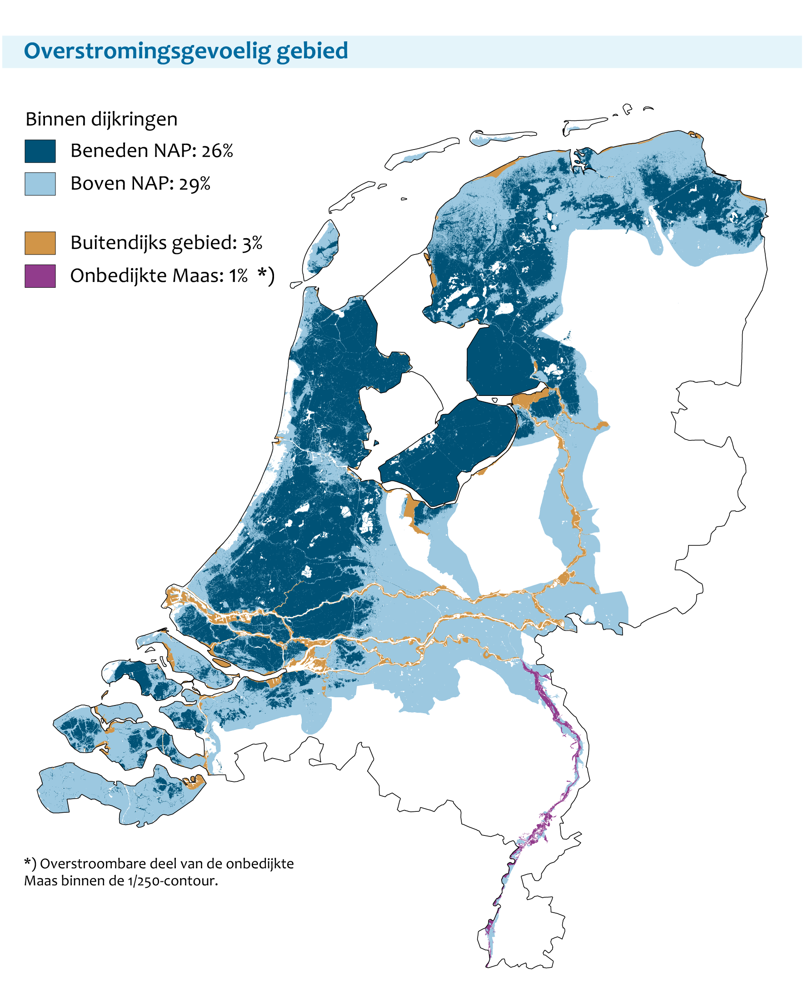 Overstromingsgevoelig gebied
Binnen dijkringen
Beneden NAP: 26%
Boven NAP: 29%
Buitendijks gebied: 3%
Onbedijkte Maas: 1% *)
*) Overstroombare deel van de onbedijkte
Maas binnen de 1/250-contour.